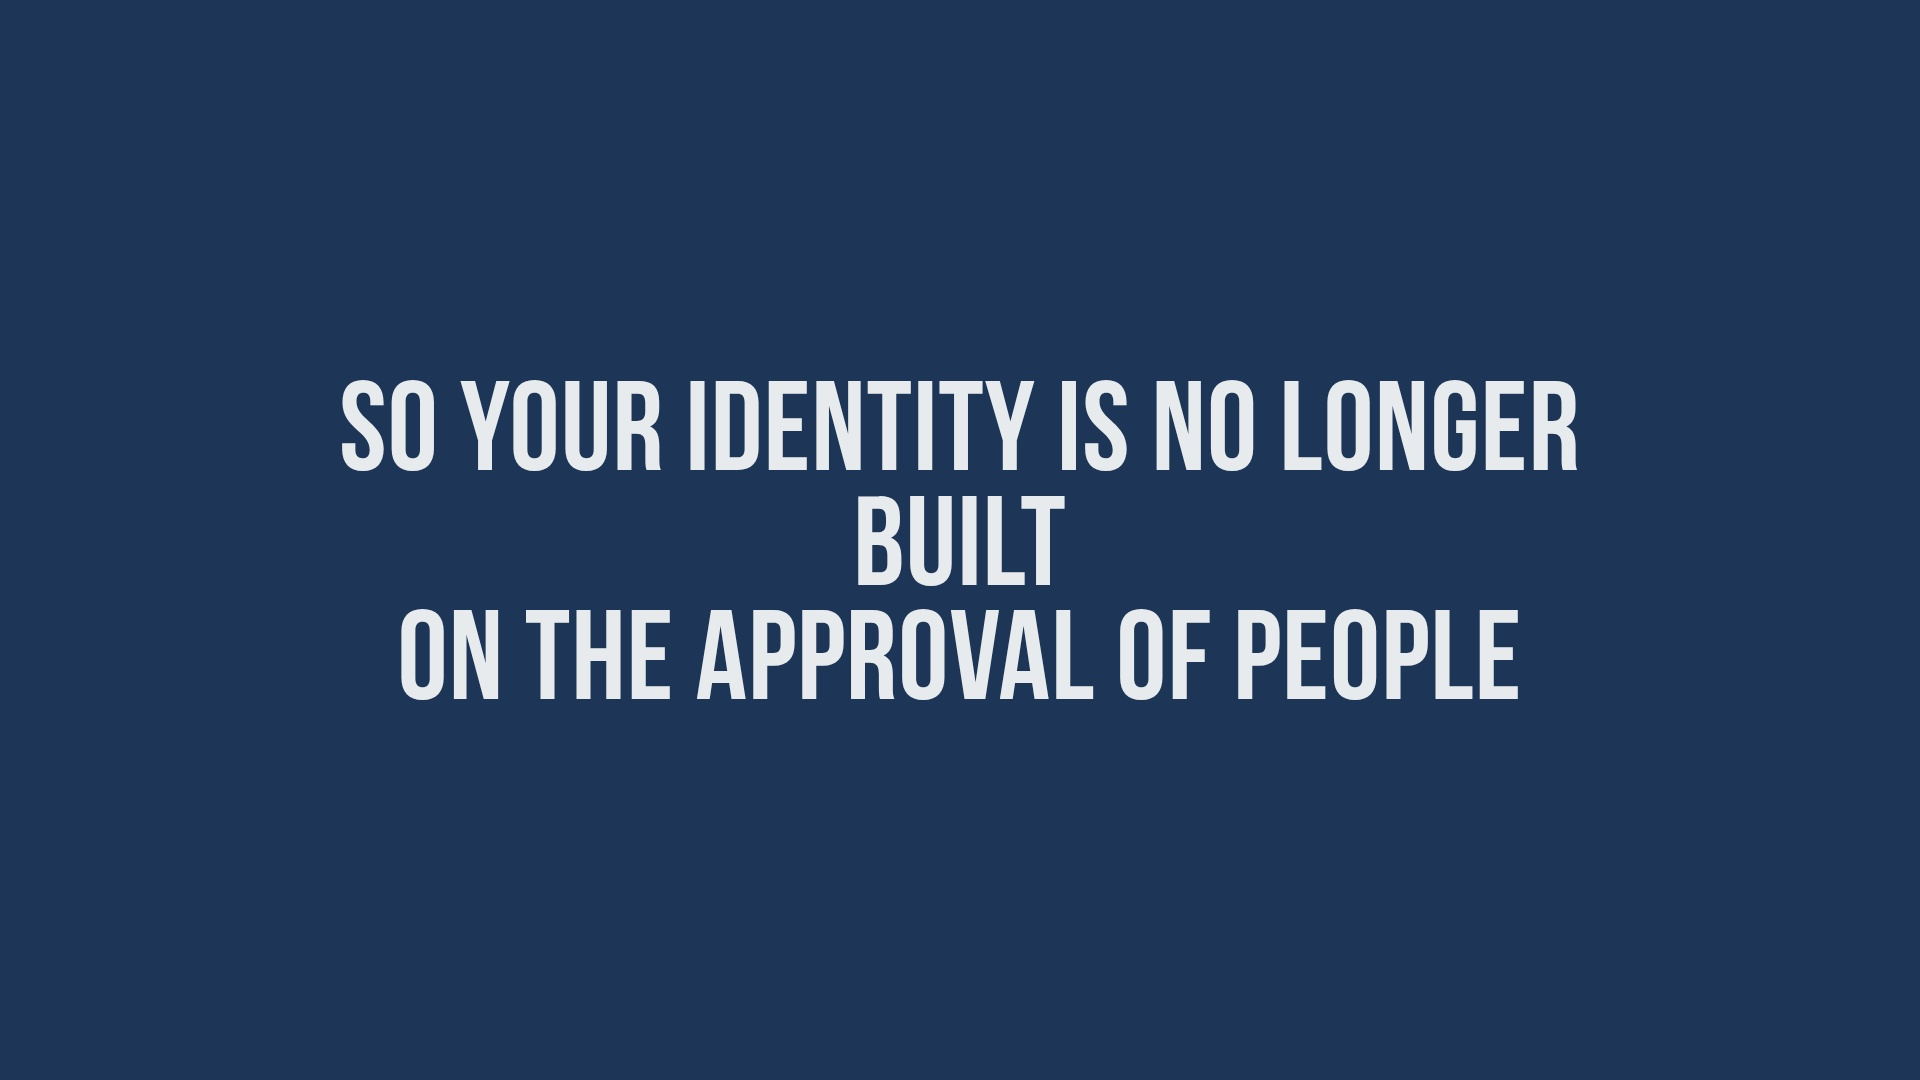 SO YOUR IDENTITY IS NO LONGER
BUILT
ON THE APPROVAL OF PEOPLE